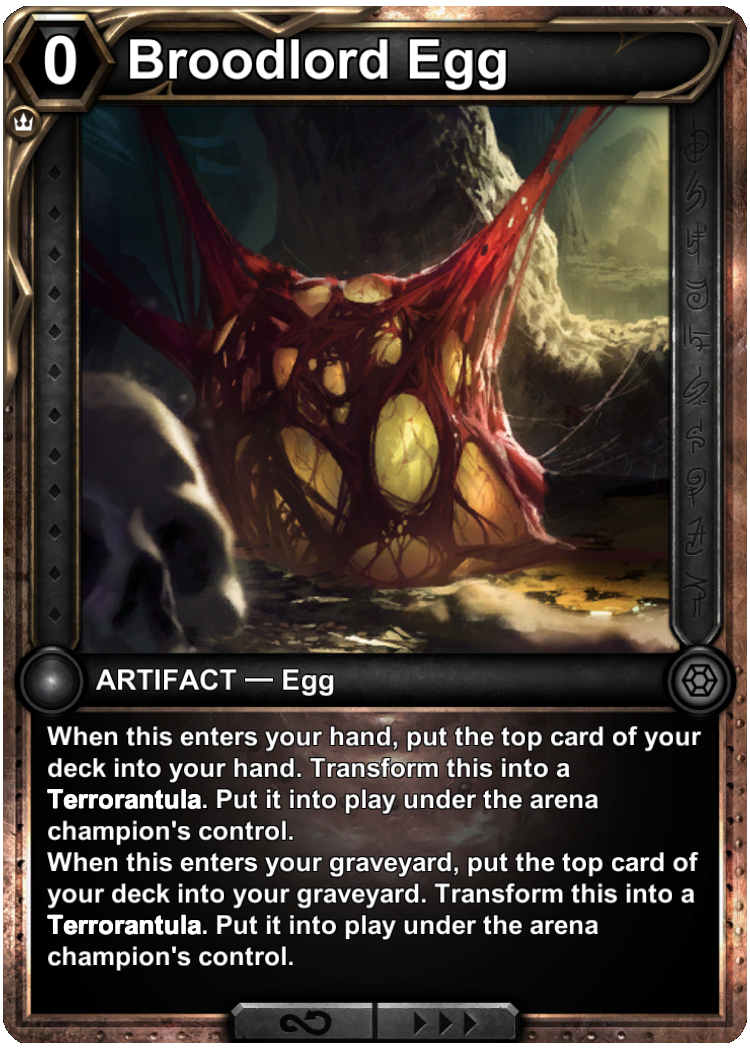 0
Broodlord Egg
ARTIFACT — Egg
When this enters your hand, put the top card of your
deck into your hand. Transform this into a
Terrorantula. Put it into play under the arena
champion's control.
When this enters your graveyard, put the top card of
your deck into your graveyard. Transform this into a
Terrorantula. Put it into play under the arena
champion's control.